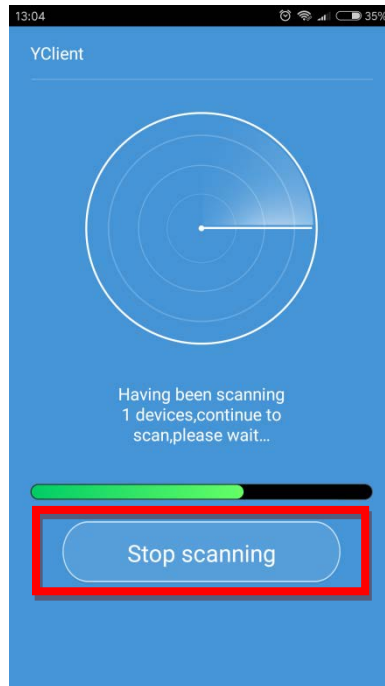 13:04 35%
YClient
Having been scanning
1 devices,continue to
scan,please wait...
Stop scanning